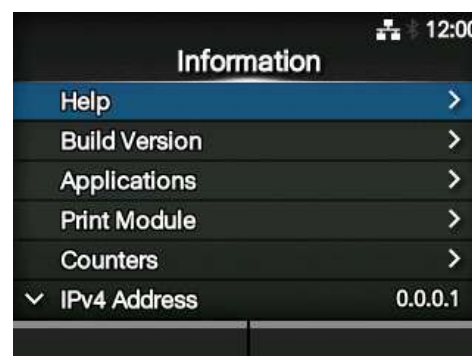 12:00
Information
Help
Build Version
Applications
Print Module
Counters
IPv4 Address 0.0.0.1